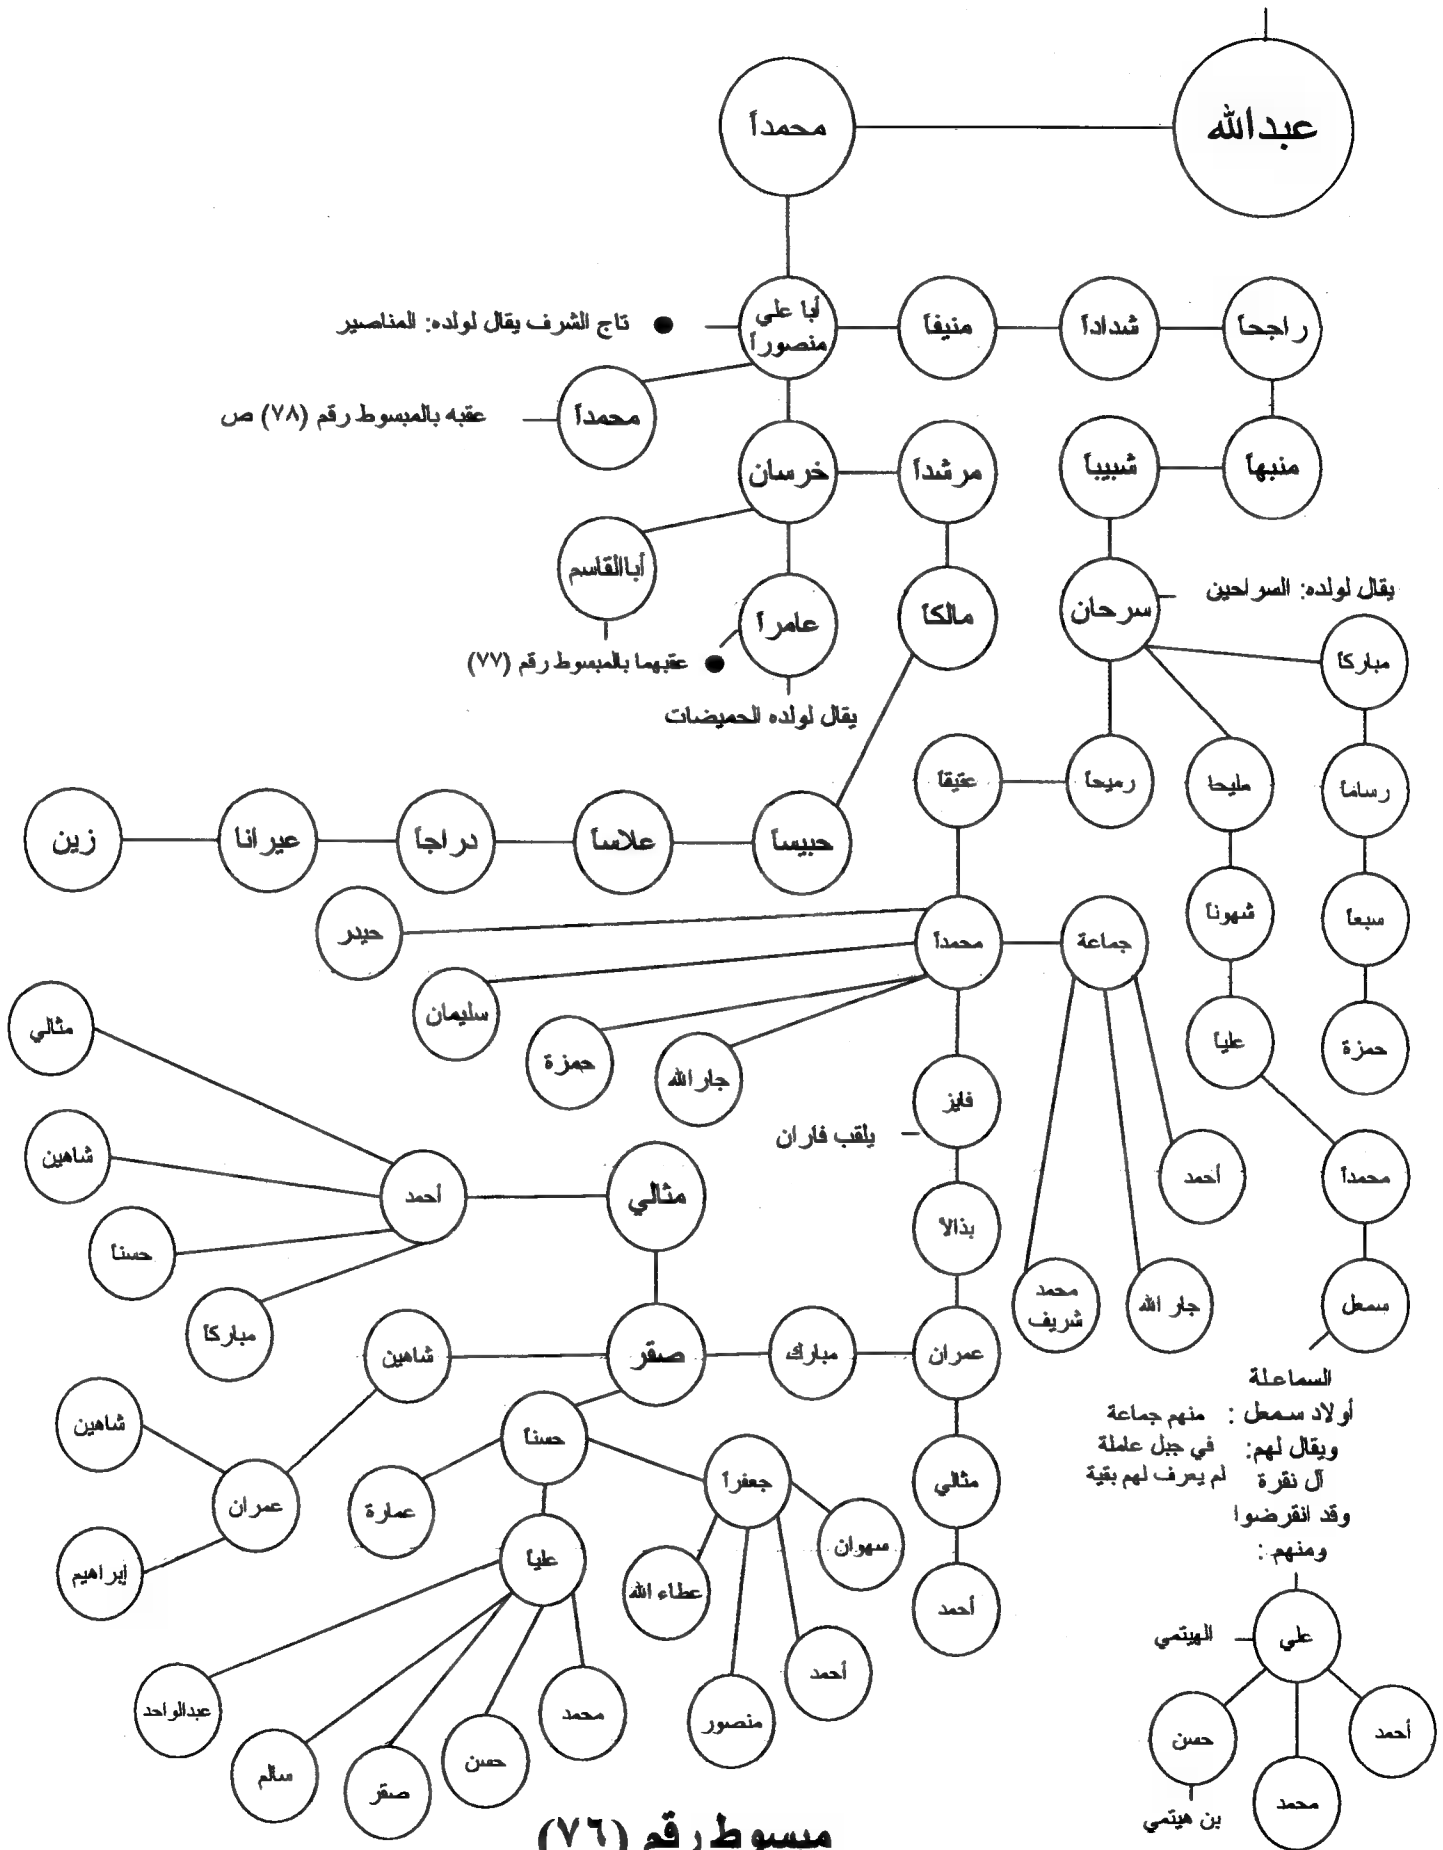 عبدالله
محمداً
راجحاً
شداداً
منيفاً
أبا علي
منصوراً
تاج الشرف يقال لولده: المناصير
محمداً
عقبه بالمبسوط رقم (٧٨) ص
منبهاً
شبيباً
مرشداً
خرسان
أباالقاسم
عامراً
عقبهما بالمبسوط رقم (٧٧)
يقال لولده الحميضات
مالكاً
سرحان
يقال لولده: السراحين
مباركاً
رساماً
سبعاً
حمزة
مليحا
شهوناً
علياً
محمداً
سمعل
رميحاً
عتيقاً
حبيساً
علاساً
دراجاً
عيرانا
زين
جماعة
محمداً
حيدر
سليمان
حمزة
جار الله
أحمد
جار الله
محمد
شريف
فايز
يلقب فاران
بذالاً
عمران
مبارك
صقر
مثالي
أحمد
مثالي
شاهين
حسناً
مباركاً
شاهين
عمران
شاهين
إبراهيم
حسناً
عمارة
جعفراً
سهوان
عطاء الله
منصور
أحمد
علياً
عبدالواحد
سالم
صقر
حسن
محمد
مثالي
أحمد
السماعلة
أولاد سمعل : منهم جماعة
ويقال لهم: في جبل عاملة
آل نقرة لم يعرف لهم بقية
وقد انقرضوا
ومنهم :
علي
الهيتمي
أحمد
محمد
حسن
بن هيتمي
مبسوط رقم (٧٦)